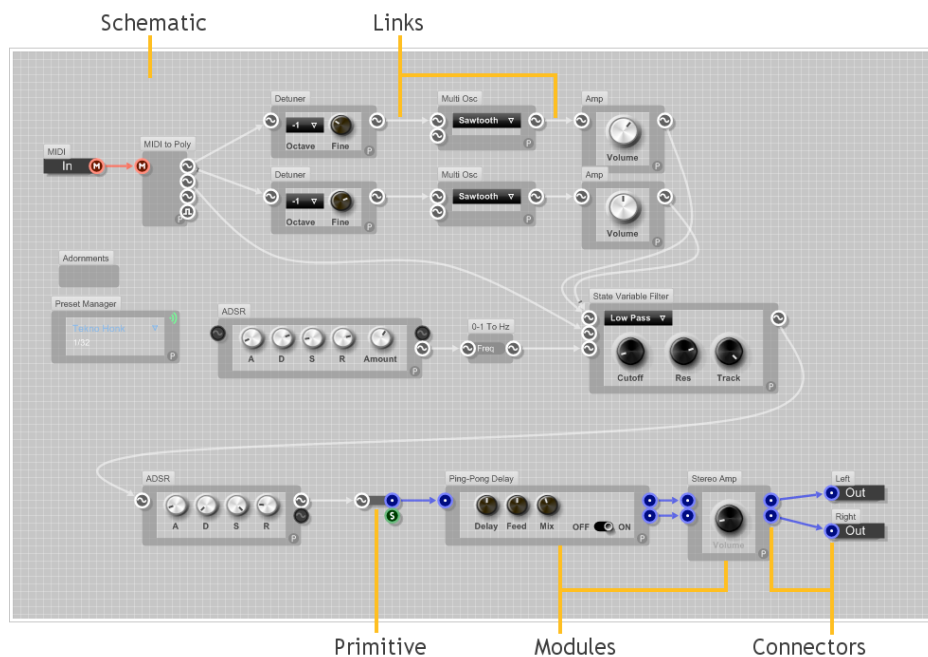 Schematic
Links
Detuner
Multi Osc
Amp
-1
Sawtooth
Octave Fine
Volume
P
P
MIDI
MIDI to Poly
In
M
M
P
Detuner
Multi Osc
Amp
-1
Sawtooth
Octave Fine
Volume
P
P
Adornments
Preset Manager
Tekno Honk
1/32
P
ADSR
A D S R Amount
P
0-1 To Hz
Freq
State Variable Filter
Low Pass
Cutoff Res Track
P
ADSR
A D S R
P
S
Ping-Pong Delay
Delay Feed Mix
OFF ON
P
Stereo Amp
Volume
P
Left
Out
Right
Out
Primitive
Modules
Connectors